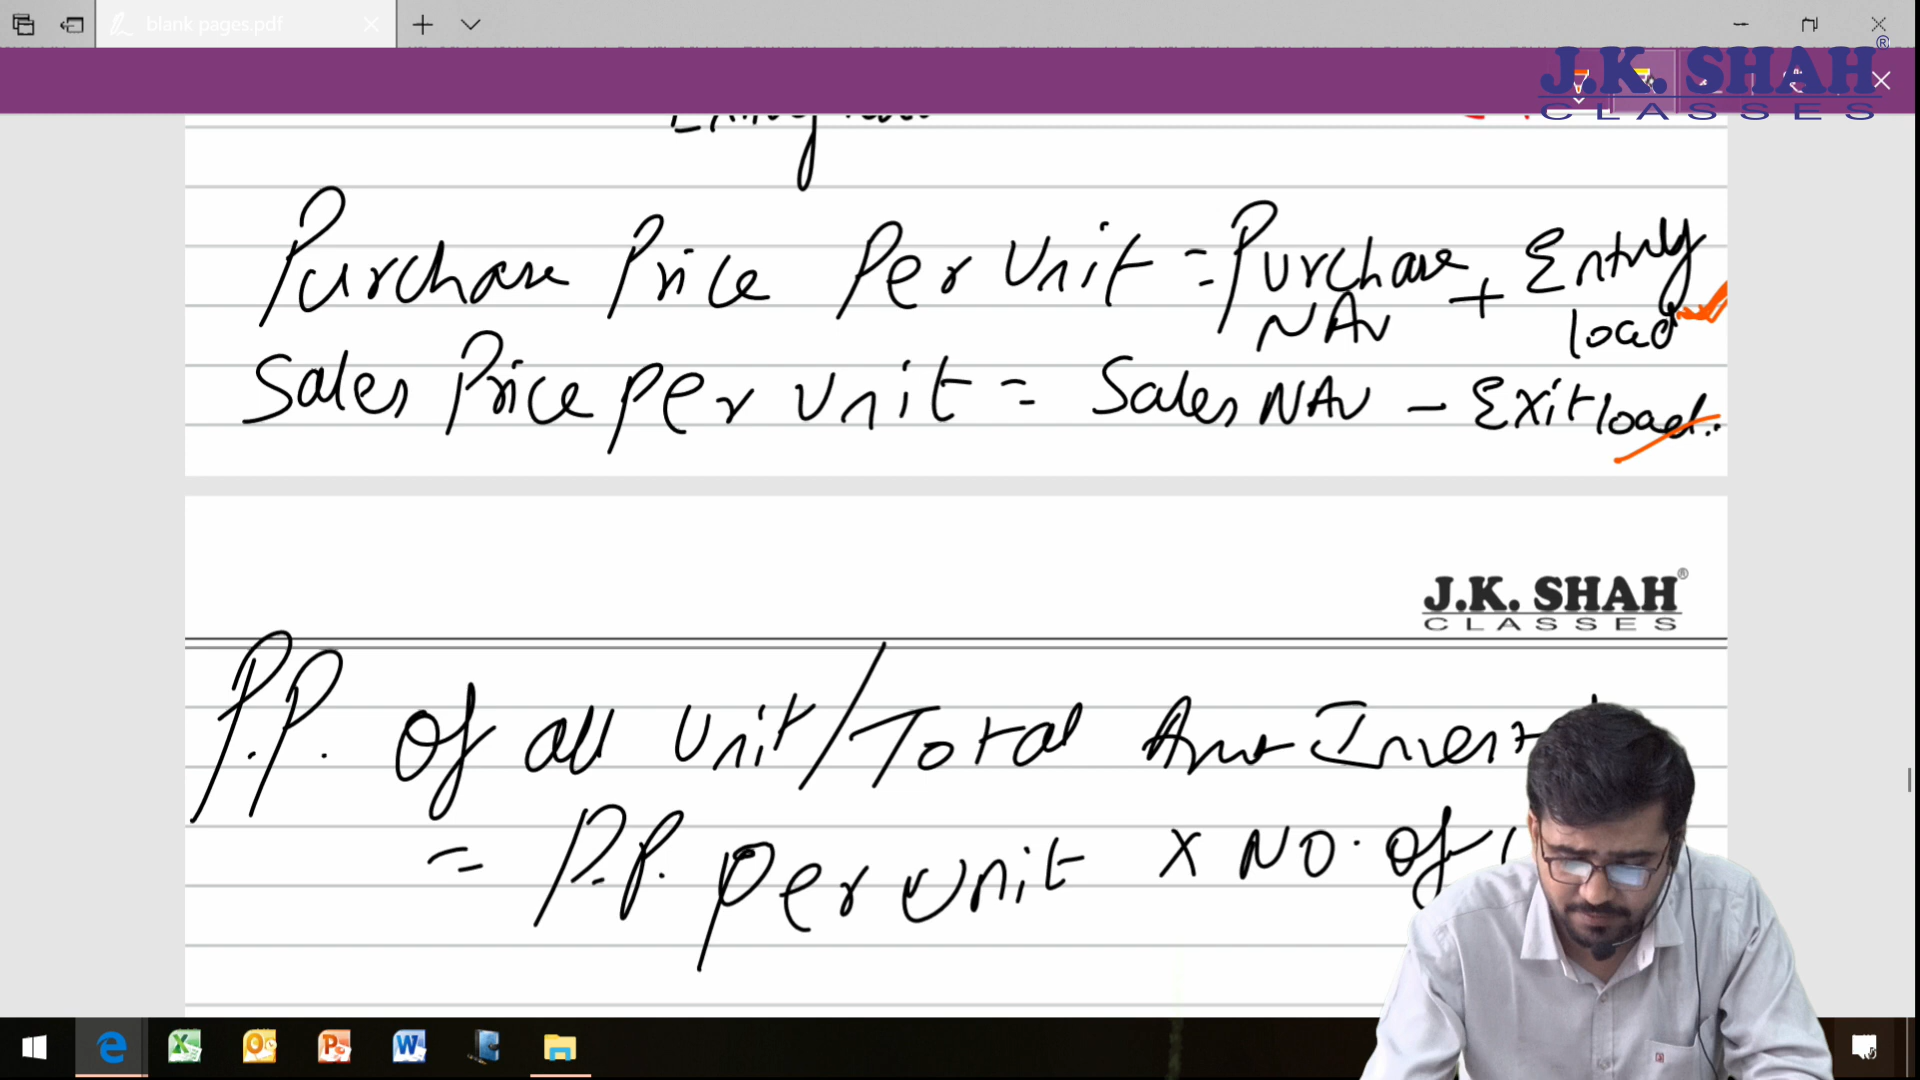 blank pages.pdf
J.K. SHAH®
CLASSES
Purchase Price Per Unit = Purchase NAV + Entry load
Sales Price per unit = Sales NAV - Exit load.
J.K. SHAH®
CLASSES
P.P. Of all Unit / Total Amt Invest
= P.P. Per Unit X NO. Of